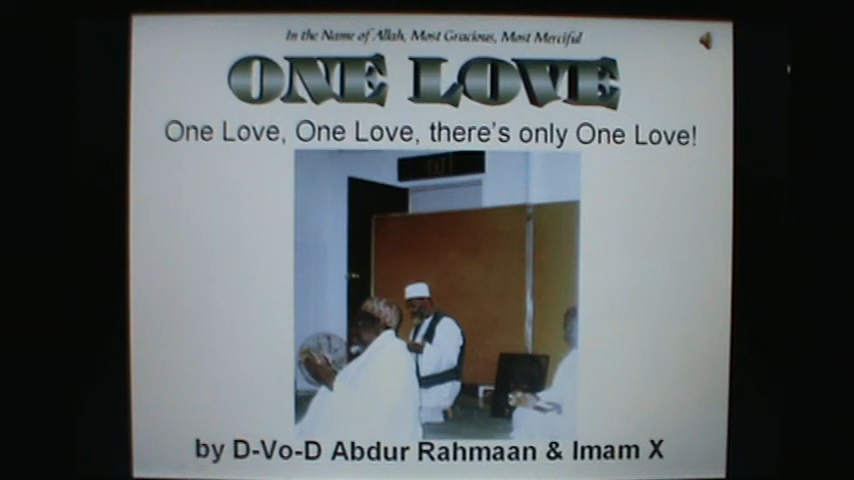 In the Name of Allah, Most Gracious, Most Merciful
ONE LOVE
One Love, One Love, there's only One Love!
by D-Vo-D Abdur Rahmaan & Imam X